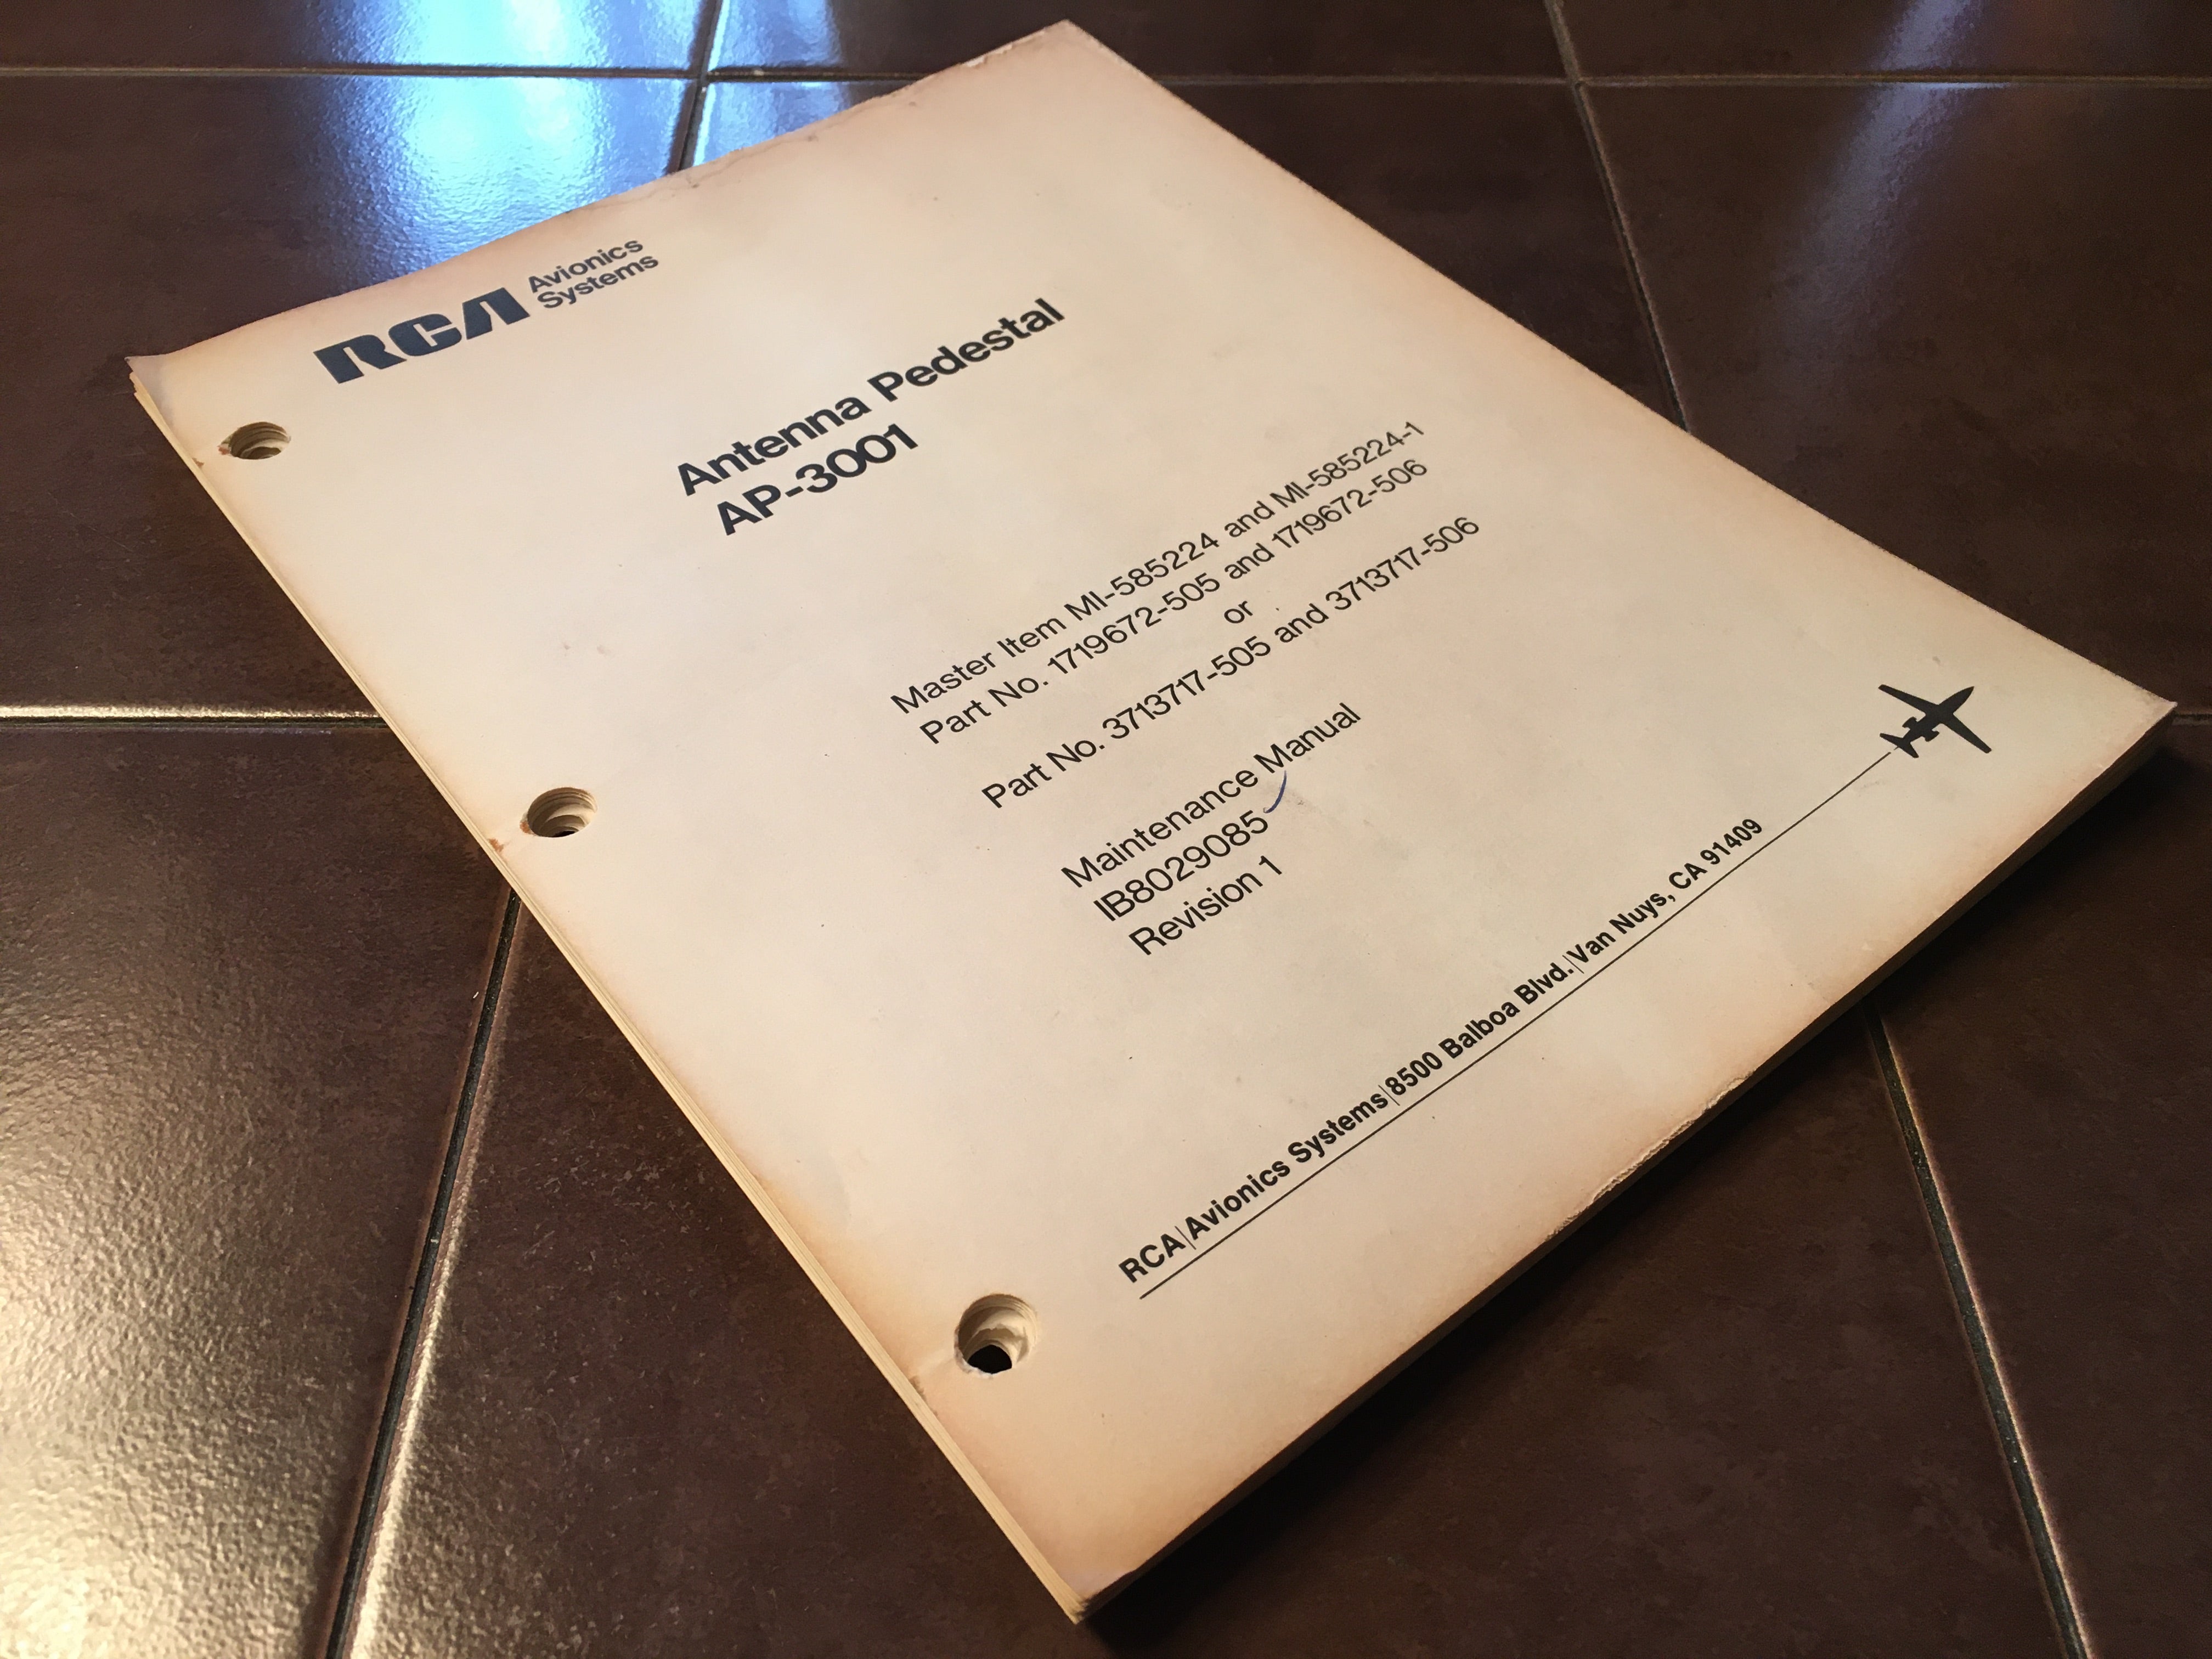 RCA Avionics
Systems
Antenna Pedestal
AP-3001
Master Item MI-585224 and MI-585224-1
Part No. 1719672-505 and 1719672-506
or
Part No. 3713717-505 and 3713717-506
Maintenance Manual
IB8029085
Revision 1
RCA|Avionics Systems|8500 Balboa Blvd.|Van Nuys, CA 91409